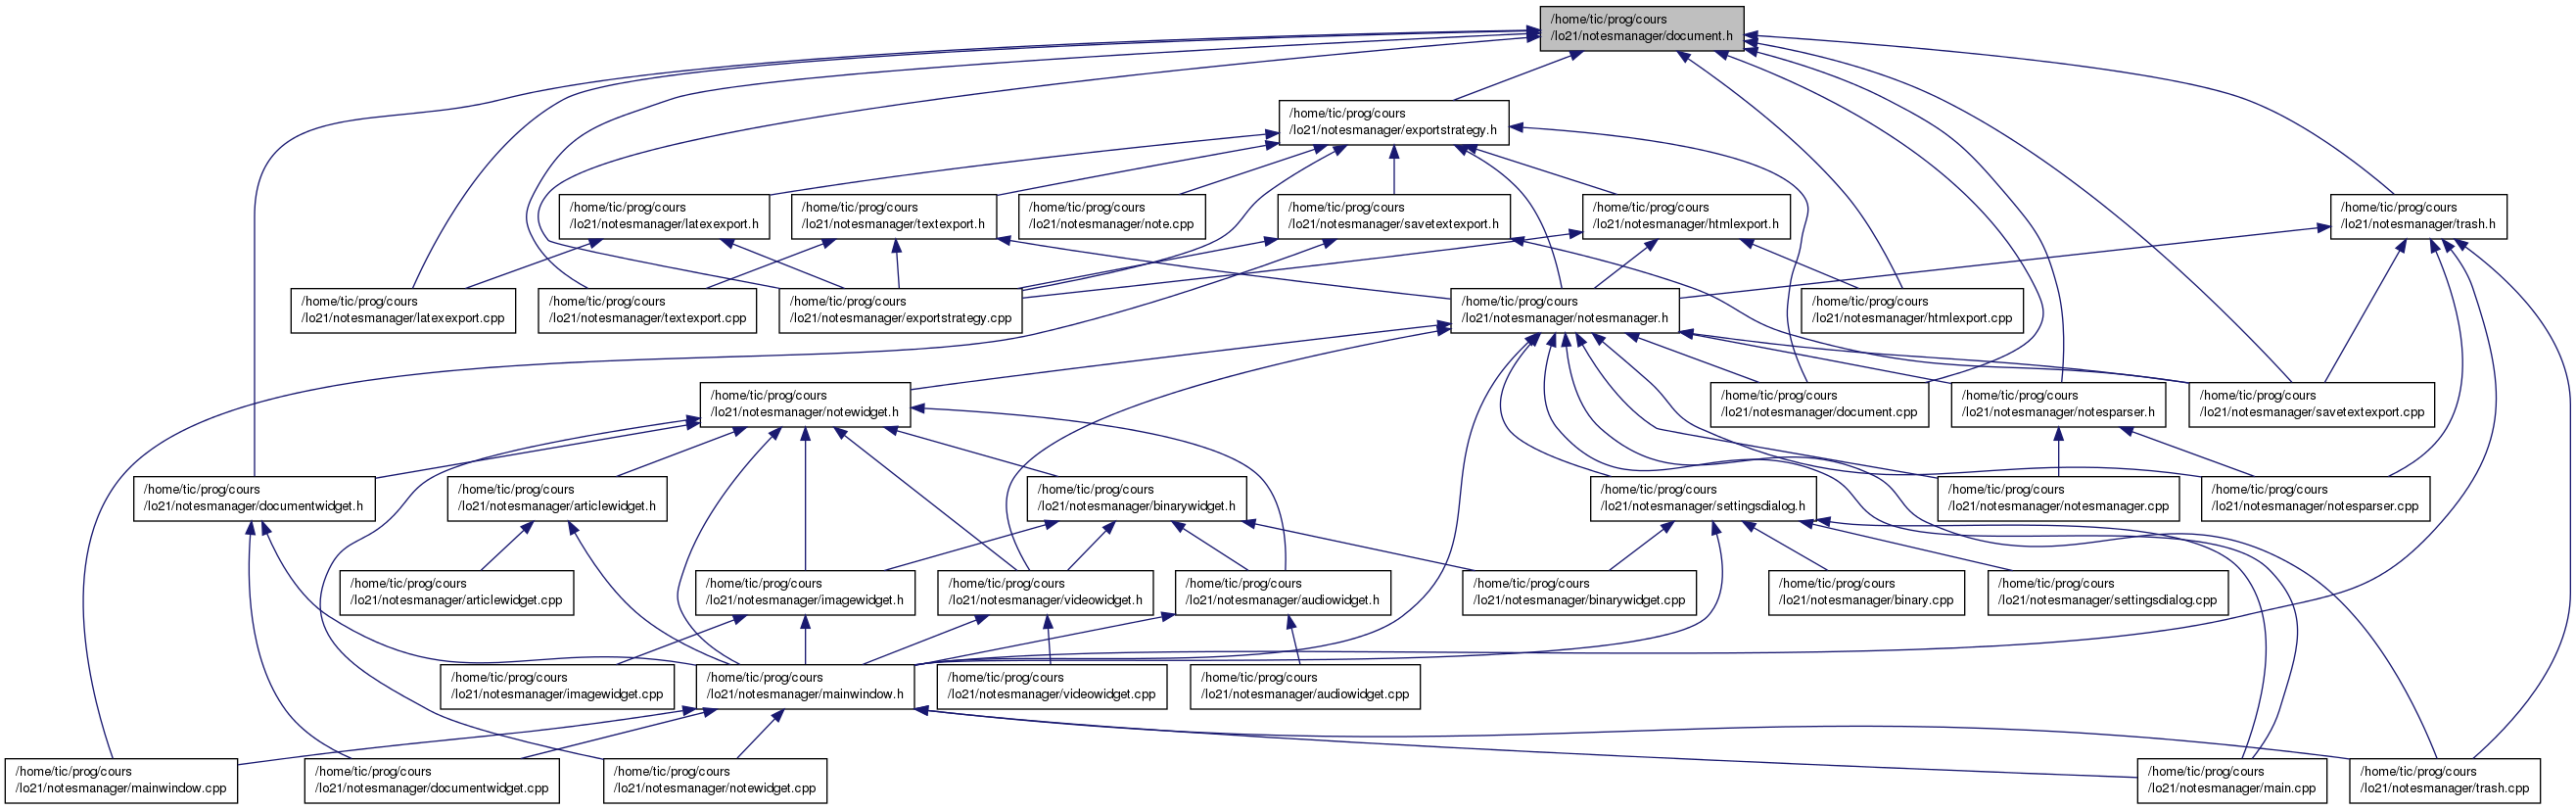 /home/tic/prog/cours
/lo21/notesmanager/document.h
/home/tic/prog/cours
/lo21/notesmanager/exportstrategy.h
/home/tic/prog/cours
/lo21/notesmanager/latexexport.h
/home/tic/prog/cours
/lo21/notesmanager/textexport.h
/home/tic/prog/cours
/lo21/notesmanager/note.cpp
/home/tic/prog/cours
/lo21/notesmanager/savetextexport.h
/home/tic/prog/cours
/lo21/notesmanager/htmlexport.h
/home/tic/prog/cours
/lo21/notesmanager/trash.h
/home/tic/prog/cours
/lo21/notesmanager/latexexport.cpp
/home/tic/prog/cours
/lo21/notesmanager/textexport.cpp
/home/tic/prog/cours
/lo21/notesmanager/exportstrategy.cpp
/home/tic/prog/cours
/lo21/notesmanager/notesmanager.h
/home/tic/prog/cours
/lo21/notesmanager/htmlexport.cpp
/home/tic/prog/cours
/lo21/notesmanager/notewidget.h
/home/tic/prog/cours
/lo21/notesmanager/document.cpp
/home/tic/prog/cours
/lo21/notesmanager/notesparser.h
/home/tic/prog/cours
/lo21/notesmanager/savetextexport.cpp
/home/tic/prog/cours
/lo21/notesmanager/documentwidget.h
/home/tic/prog/cours
/lo21/notesmanager/articlewidget.h
/home/tic/prog/cours
/lo21/notesmanager/binarywidget.h
/home/tic/prog/cours
/lo21/notesmanager/settingsdialog.h
/home/tic/prog/cours
/lo21/notesmanager/notesmanager.cpp
/home/tic/prog/cours
/lo21/notesmanager/notesparser.cpp
/home/tic/prog/cours
/lo21/notesmanager/articlewidget.cpp
/home/tic/prog/cours
/lo21/notesmanager/imagewidget.h
/home/tic/prog/cours
/lo21/notesmanager/videowidget.h
/home/tic/prog/cours
/lo21/notesmanager/audiowidget.h
/home/tic/prog/cours
/lo21/notesmanager/binarywidget.cpp
/home/tic/prog/cours
/lo21/notesmanager/binary.cpp
/home/tic/prog/cours
/lo21/notesmanager/settingsdialog.cpp
/home/tic/prog/cours
/lo21/notesmanager/imagewidget.cpp
/home/tic/prog/cours
/lo21/notesmanager/mainwindow.h
/home/tic/prog/cours
/lo21/notesmanager/videowidget.cpp
/home/tic/prog/cours
/lo21/notesmanager/audiowidget.cpp
/home/tic/prog/cours
/lo21/notesmanager/mainwindow.cpp
/home/tic/prog/cours
/lo21/notesmanager/documentwidget.cpp
/home/tic/prog/cours
/lo21/notesmanager/notewidget.cpp
/home/tic/prog/cours
/lo21/notesmanager/main.cpp
/home/tic/prog/cours
/lo21/notesmanager/trash.cpp